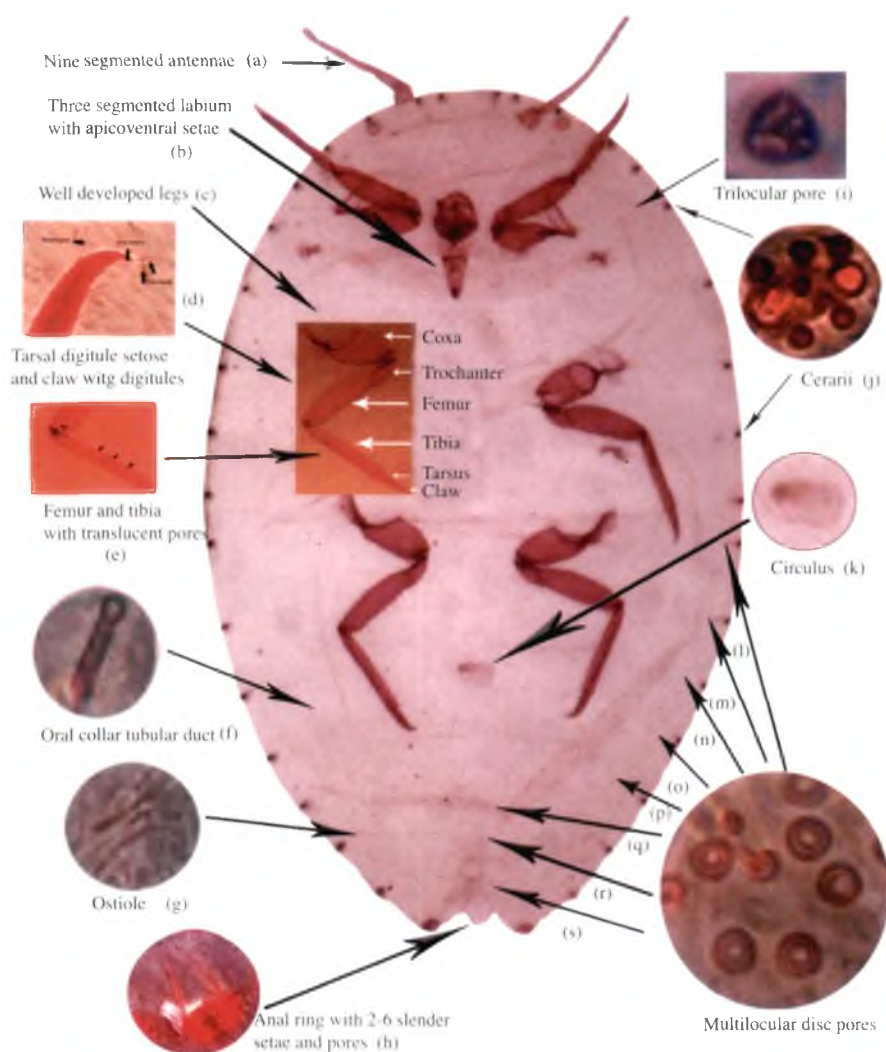 Nine segmented antennae (a)
Three segmented labium
with apicoventral setae
(b)
Well developed legs (c)
(d)
Tarsal digitule setose
and claw witg digitules
Femur and tibia
with translucent pores
(e)
Oral collar tubular duct (f)
Ostiole (g)
Anal ring with 2-6 slender
setae and pores (h)
Coxa
Trochanter
Femur
Tibia
Tarsus
Claw
Trilocular pore (i)
Cerarii (j)
Circulus (k)
(l)
(m)
(n)
(o)
(p)
(q)
(r)
(s)
Multilocular disc pores